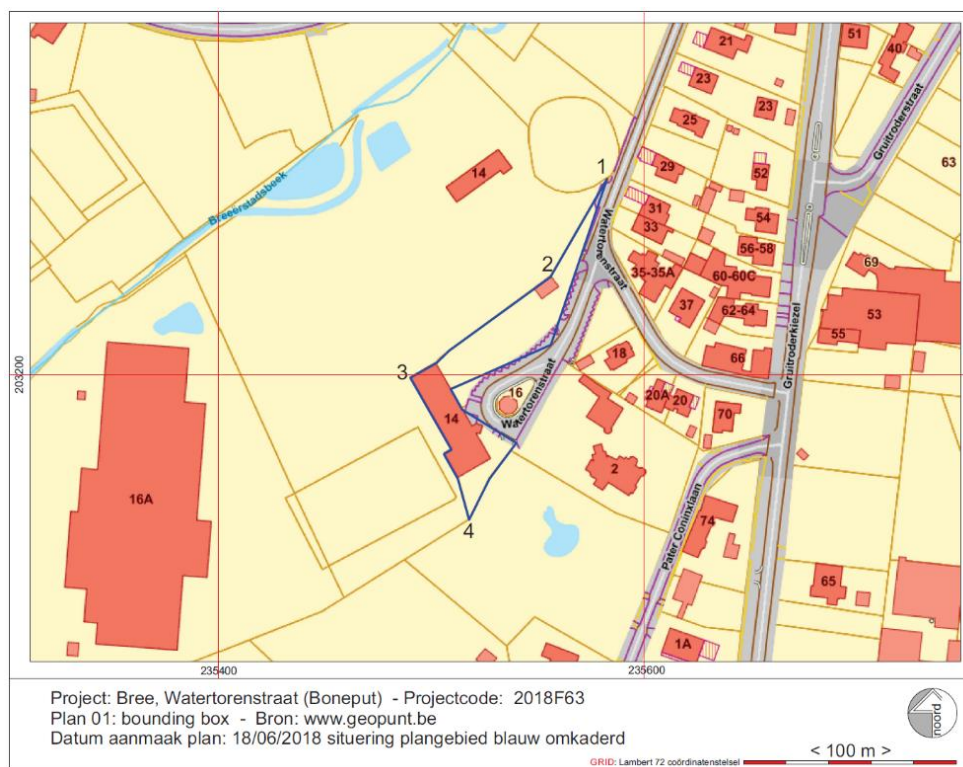 21
51
40
23
23
25
Gruitroderstraat
63
14
1
29
52
Breeerstadsbeek
31
33
54
Watertorenstraat
56-58
69
2
35-35A
60-60C
37
62-64
53
55
Gruitroderkiezel
18
66
203200
3
16
20A
20
14
Watertorenstraat
70
2
16A
4
Pater Coninxlaan
74
65
1A
235400
235600
Project: Bree, Watertorenstraat (Boneput) - Projectcode: 2018F63
Plan 01: bounding box - Bron: www.geopunt.be
Datum aanmaak plan: 18/06/2018 situering plangebied blauw omkaderd
noord
< 100 m >
GRID: Lambert 72 coördinatenstelsel